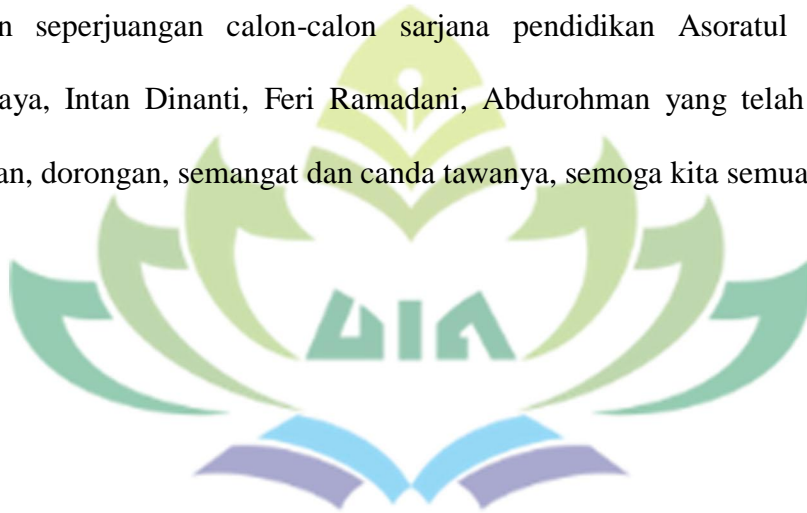 n seperjuangan calon-calon sarjana pendidikan Asoratul
aya, Intan Dinanti, Feri Ramadani, Abdurohman yang telah
an, dorongan, semangat dan canda tawanya, semoga kita semua
UIN